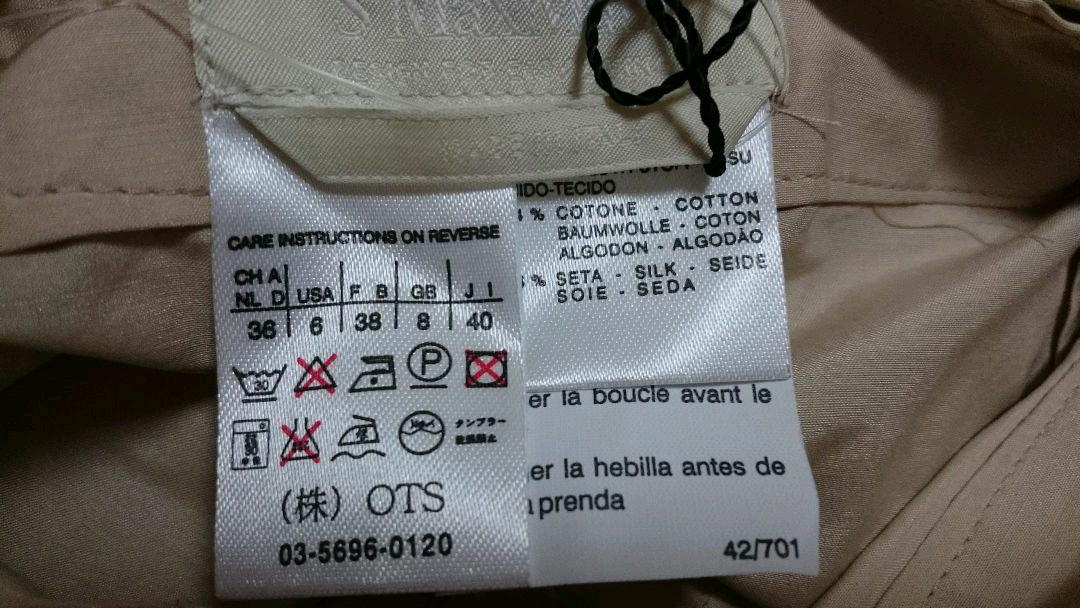 CARE INSTRUCTIONS ON REVERSE
CH A
NL D USA F B GB J I
36 6 38 8 40
30
P
タンブラー
乾燥禁止
(株) OTS
03-5696-0120
SU
IDO-TECIDO
% COTONE - COTTON
BAUMWOLLE - COTON
ALGODON - ALGODÃO
% SETA - SILK - SEIDE
SOIE - SEDA
er la boucle avant le
er la hebilla antes de
prenda
42/701